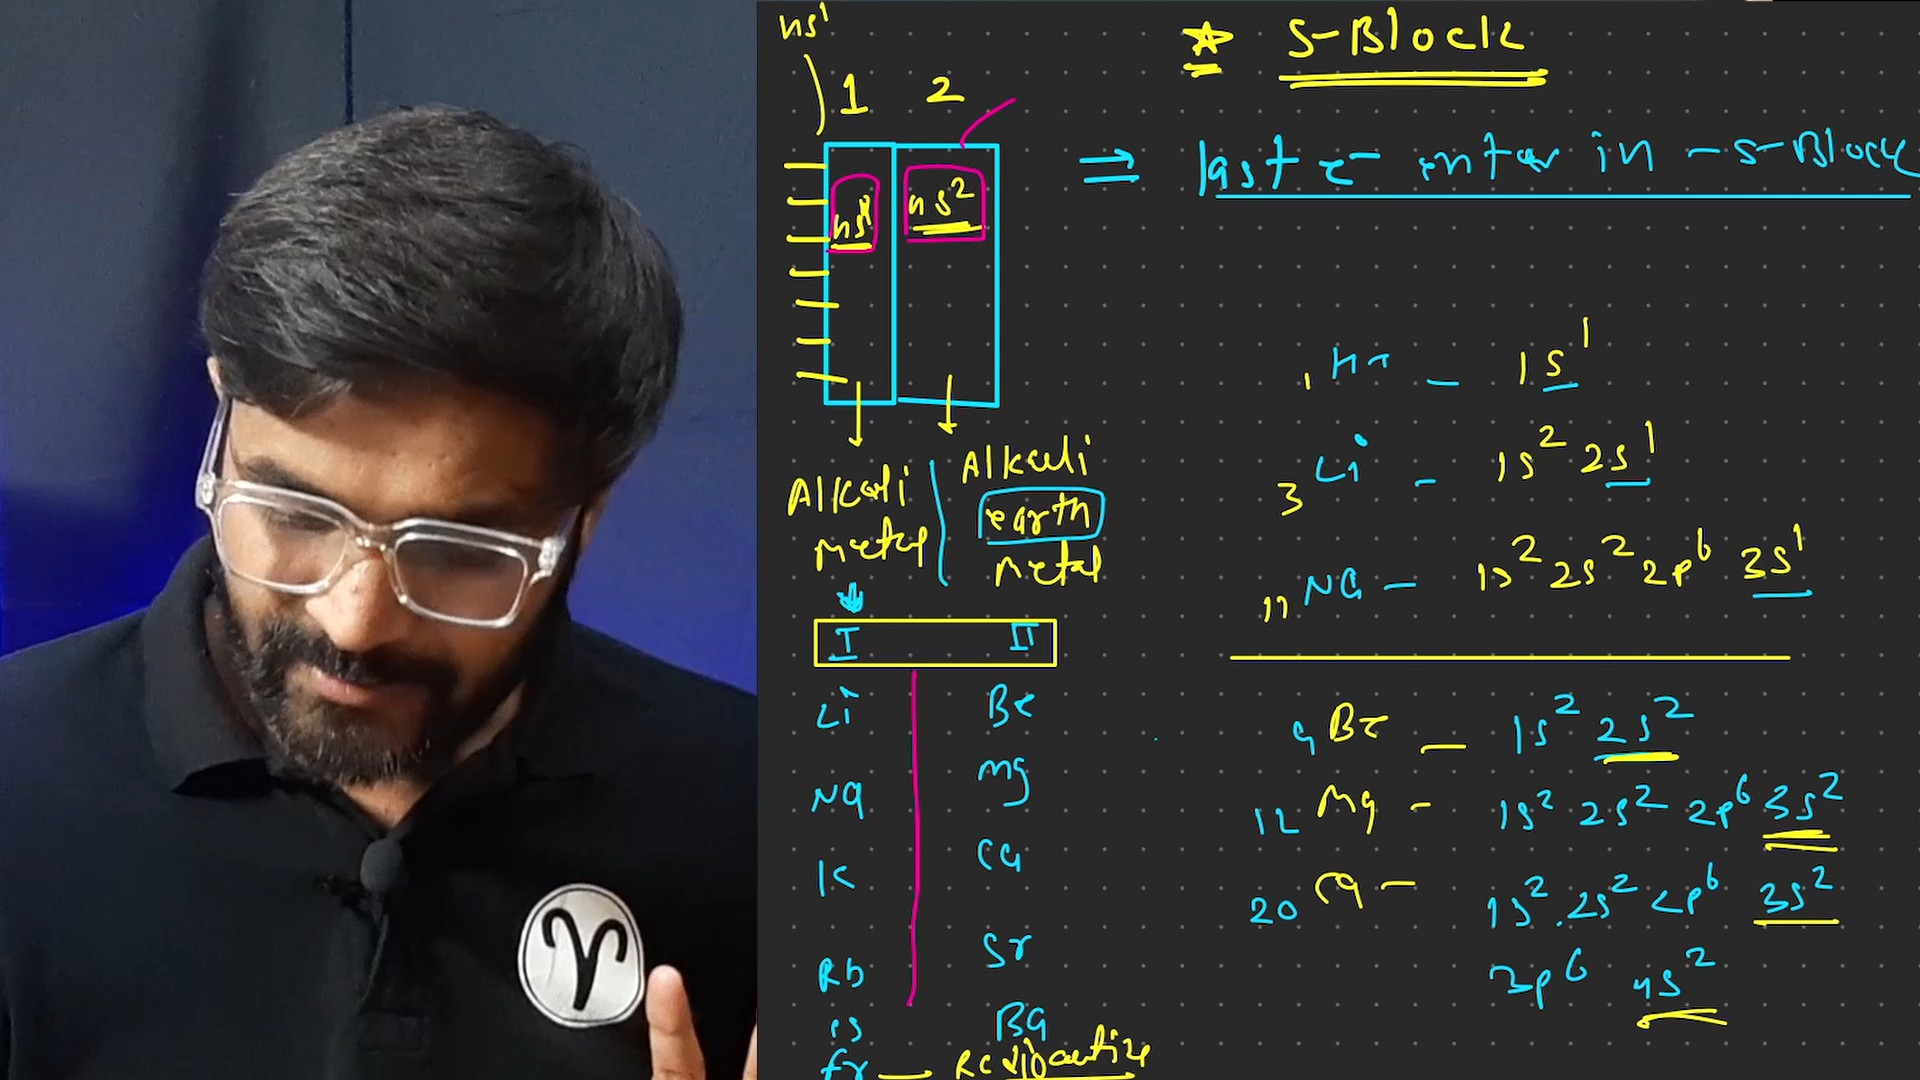 ns¹
1 2
ns¹ ns²
Alkali metal
Alkali earth metal
I II
Li Be
Na Mg
K Ca
Rb Sr
Cs Ba
Fr — Radioactive
S-Block
⇒ last e⁻ enter in - S-Block
₃Li - 1s² 2s¹
₁₁Na - 1s² 2s² 2p⁶ 3s¹
₄Be - 1s² 2s²
₁₂Mg - 1s² 2s² 2p⁶ 3s²
₂₀Ca - 1s² 2s² 2p⁶ 3s²
3p⁶ 4s²